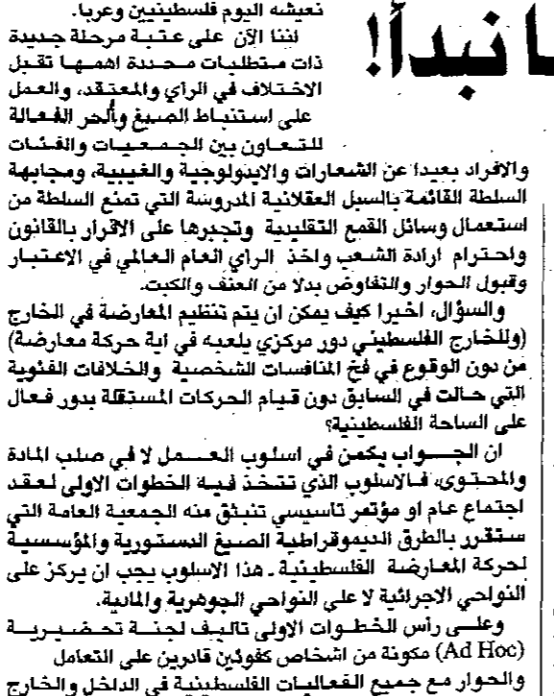 ا نبدأ!
نعيشه اليوم فلسطينيين وعربا.
اننا الآن على عتبة مرحلة جديدة
ذات متطلبات محددة اهمها تقبل
الاختلاف في الرأي والمعتقد، والعمل
على استنباط الصيغ والأطر الفعالة
للتعاون بين الجمعيات والفئات
والافراد بعيدا عن الشعارات والايديولوجية والغيبية، ومجابهة
السلطة القائمة بالسبل العقلانية المدروسة التي تمنع السلطة من
استعمال وسائل القمع التقليدية وتجبرها على الاقرار بالقانون
واحترام ارادة الشعب واخذ الرأي العام العالمي في الاعتبار
وقبول الحوار والتفاوض بدلا من العنف والكبت.
والسؤال، اخيرا كيف يمكن ان يتم تنظيم المعارضة في الخارج
(وللخارج الفلسطيني دور مركزي يلعبه في اية حركة معارضة)
من دون الوقوع في فخ المنافسات الشخصية والخلافات الفئوية
التي حالت في السابق دون قيام الحركات المستقلة بدور فعال
على الساحة الفلسطينية؟
ان الجواب يكمن في اسلوب العمل لا في صلب المادة
والمحتوى، فالاسلوب الذي تتخذ فيه الخطوات الاولى لعقد
اجتماع عام او مؤتمر تاسيسي تنبثق منه الجمعية العامة التي
ستقرر بالطرق الديموقراطية الصيغ الدستورية والمؤسسية
لحركة المعارضة الفلسطينية ـ هذا الاسلوب يجب ان يركز على
النواحي الاجرائية لا على النواحي الجوهرية والمادية.
وعلى رأس الخطوات الاولى تاليف لجنة تحضيرية
(Ad Hoc) مكونة من اشخاص كفوئين قادرين على التعامل
والحوار مع جميع الفعاليات الفلسطينية في الداخل والخارج